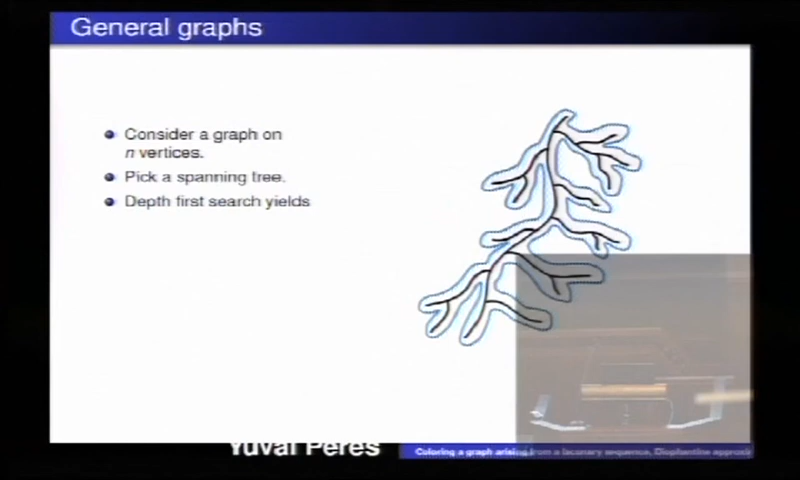 General graphs
Consider a graph on
n vertices.
Pick a spanning tree.
Depth first search yields
Yuval Peres
Coloring a graph arising from a lacunary sequence, Diophantine